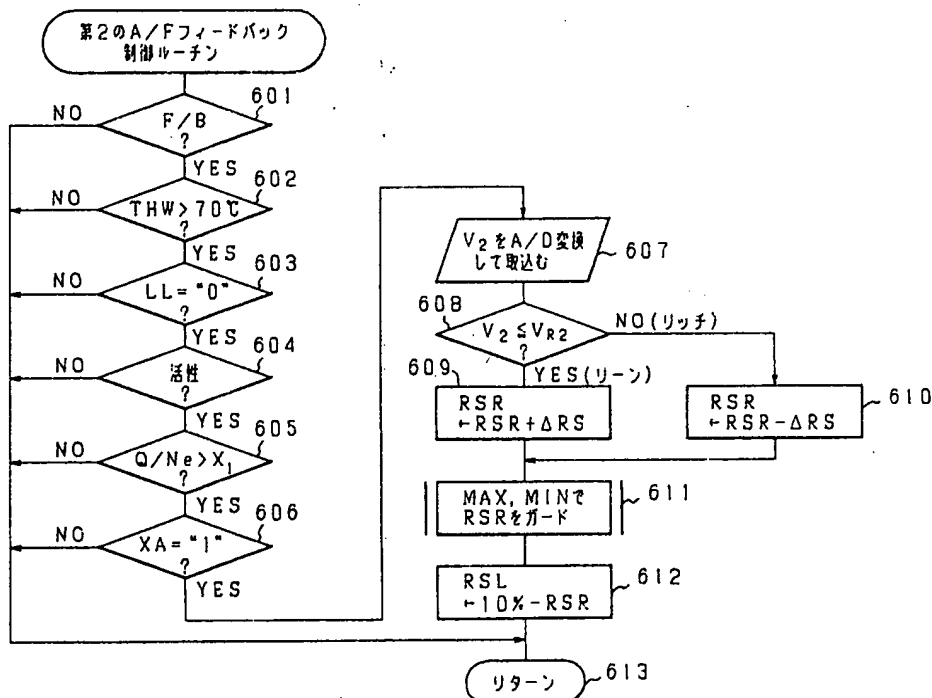 第2のA/Fフィードバック
制御ルーチン
601
NO
F/B
?
YES
602
NO
THW>70℃
?
YES
603
NO
LL="0"
?
YES
604
NO
活性
?
YES
605
NO
Q/Ne>X1
?
YES
606
NO
XA="1"
?
YES
V2をA/D変換
して取込む
607
608
V2≦VR2
?
NO(リッチ)
YES(リーン)
609
RSR
←RSR+ΔRS
RSR
←RSR-ΔRS
610
MAX,MINで
RSRをガード
611
RSL
←10%-RSR
612
リターン
613